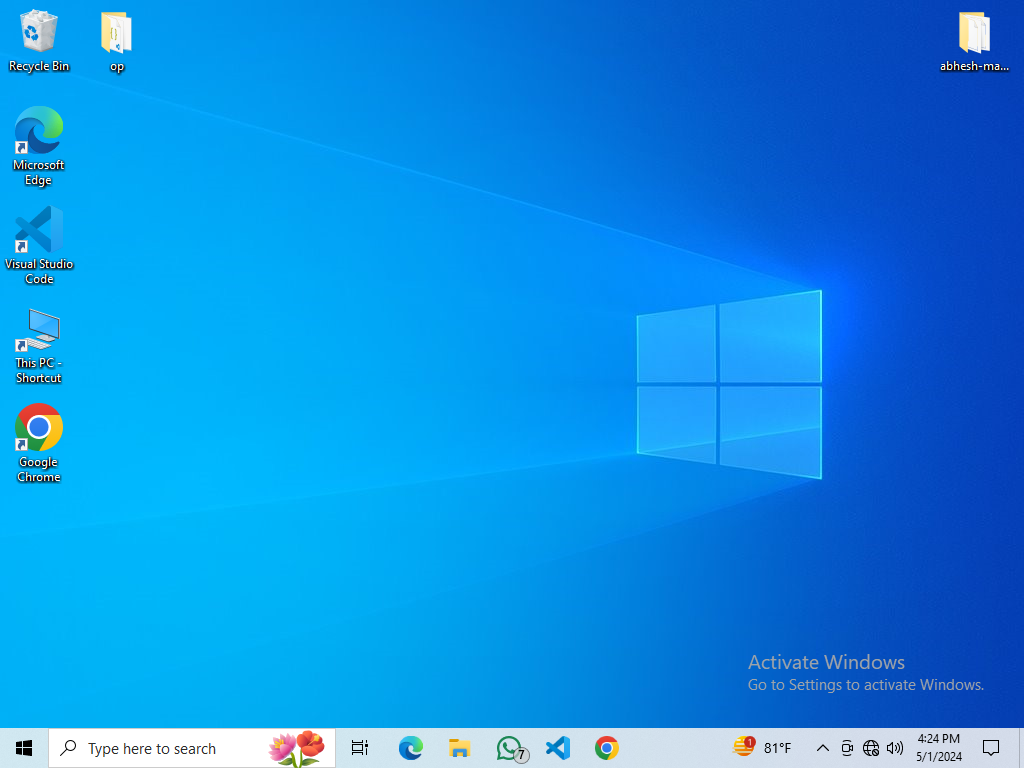 Recycle Bin
op
abhesh-ma...
Microsoft
Edge
Visual Studio
Code
This PC -
Shortcut
Google
Chrome
Activate Windows
Go to Settings to activate Windows.
Type here to search
7
1
81°F
4:24 PM
5/1/2024